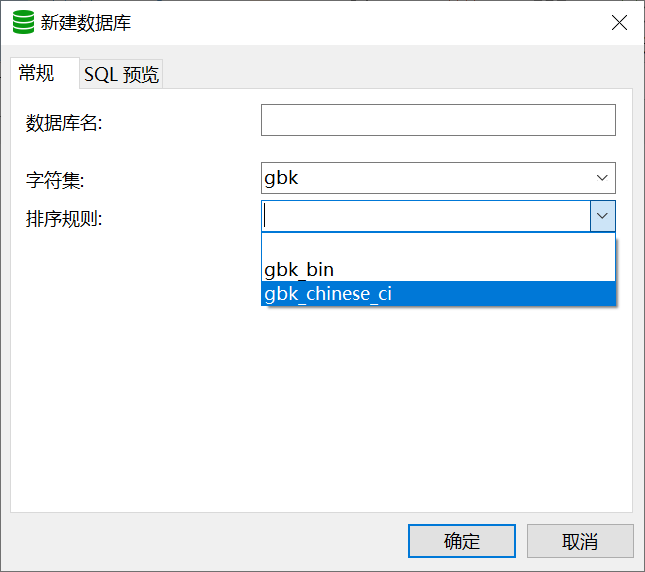 新建数据库
常规
SQL 预览
数据库名:
字符集:
gbk
排序规则:
gbk_bin
gbk_chinese_ci
确定
取消